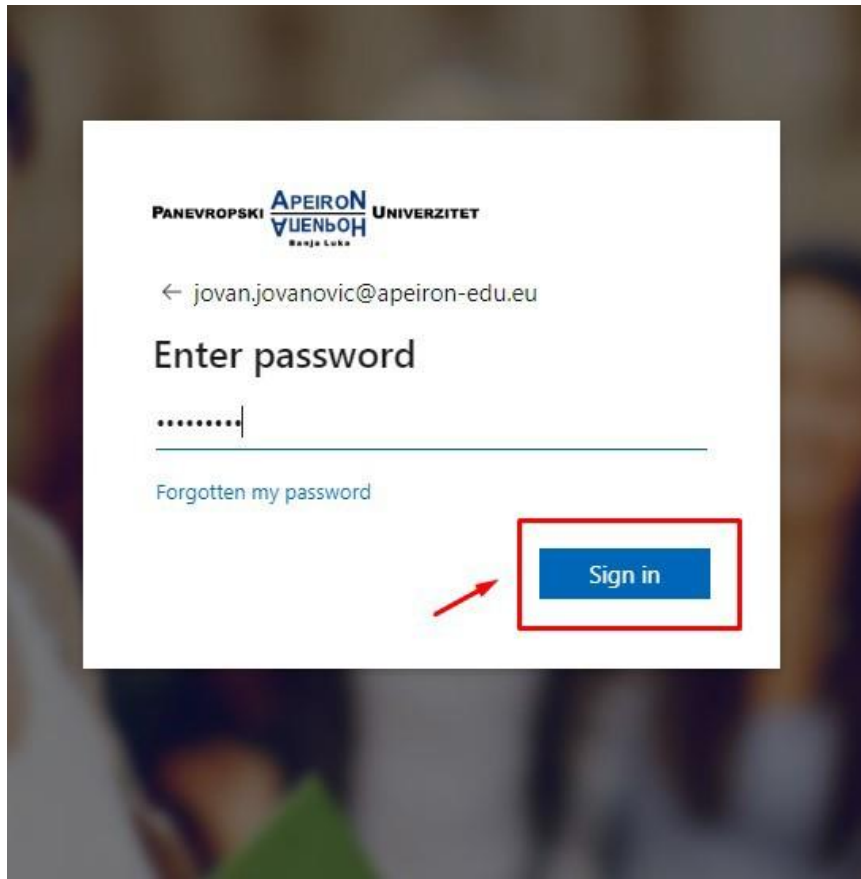 PANEVROPSKI APEIRON UNIVERZITET
АПЕИРОН
Banja Luka
← jovan.jovanovic@apeiron-edu.eu
Enter password
•••••••••
Forgotten my password
Sign in